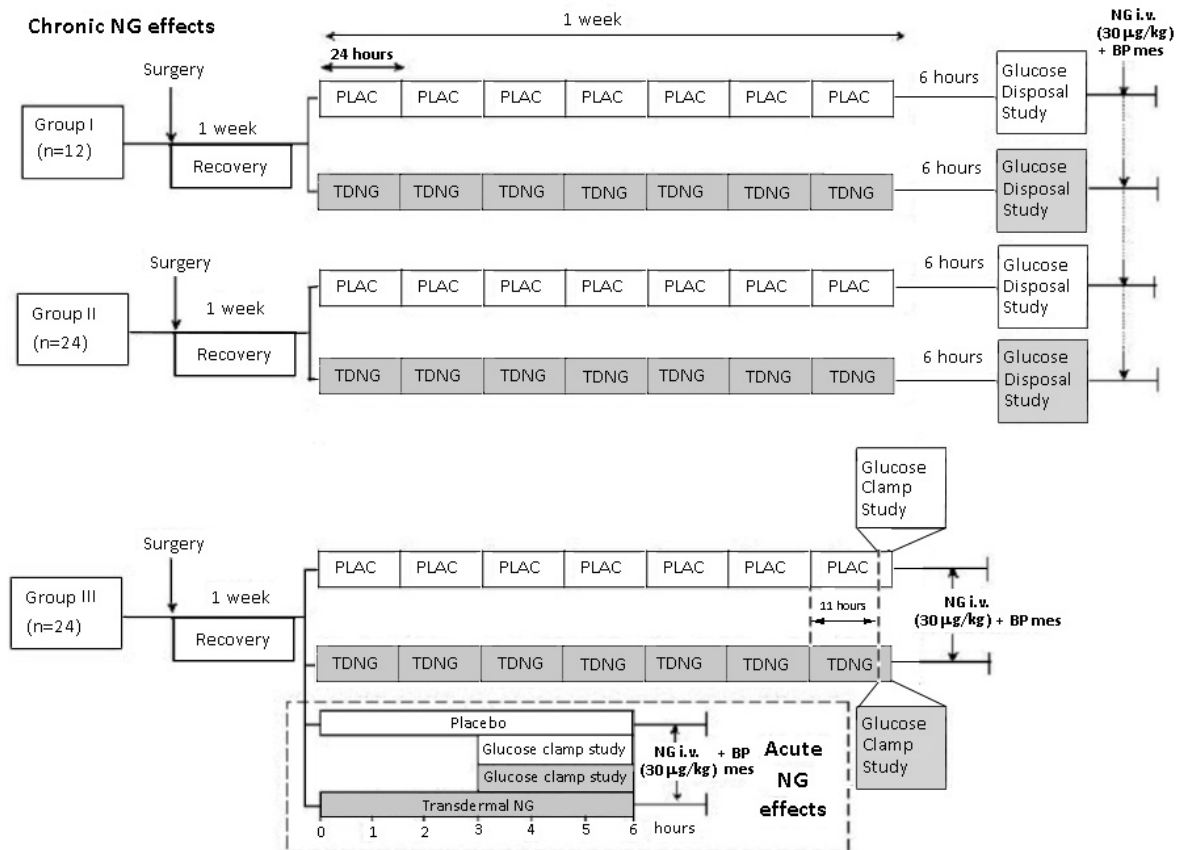 Chronic NG effects
1 week
NG i.v.
(30 µg/kg)
+ BP mes
24 hours
Surgery
6 hours
Glucose
Disposal
Study
PLAC PLAC PLAC PLAC PLAC PLAC PLAC
Group I
(n=12)
1 week
Recovery
6 hours
Glucose
Disposal
Study
TDNG TDNG TDNG TDNG TDNG TDNG TDNG
Surgery
6 hours
Glucose
Disposal
Study
PLAC PLAC PLAC PLAC PLAC PLAC PLAC
Group II
(n=24)
1 week
Recovery
6 hours
Glucose
Disposal
Study
TDNG TDNG TDNG TDNG TDNG TDNG TDNG
Glucose
Clamp
Study
Surgery
PLAC PLAC PLAC PLAC PLAC PLAC PLAC
Group III
(n=24)
1 week
Recovery
11 hours
NG i.v.
(30 µg/kg) + BP mes
TDNG TDNG TDNG TDNG TDNG TDNG TDNG
Glucose
Clamp
Study
Placebo
Glucose clamp study
Glucose clamp study
Transdermal NG
NG i.v. + BP
(30 µg/kg) mes
Acute
NG
effects
0 1 2 3 4 5 6 hours